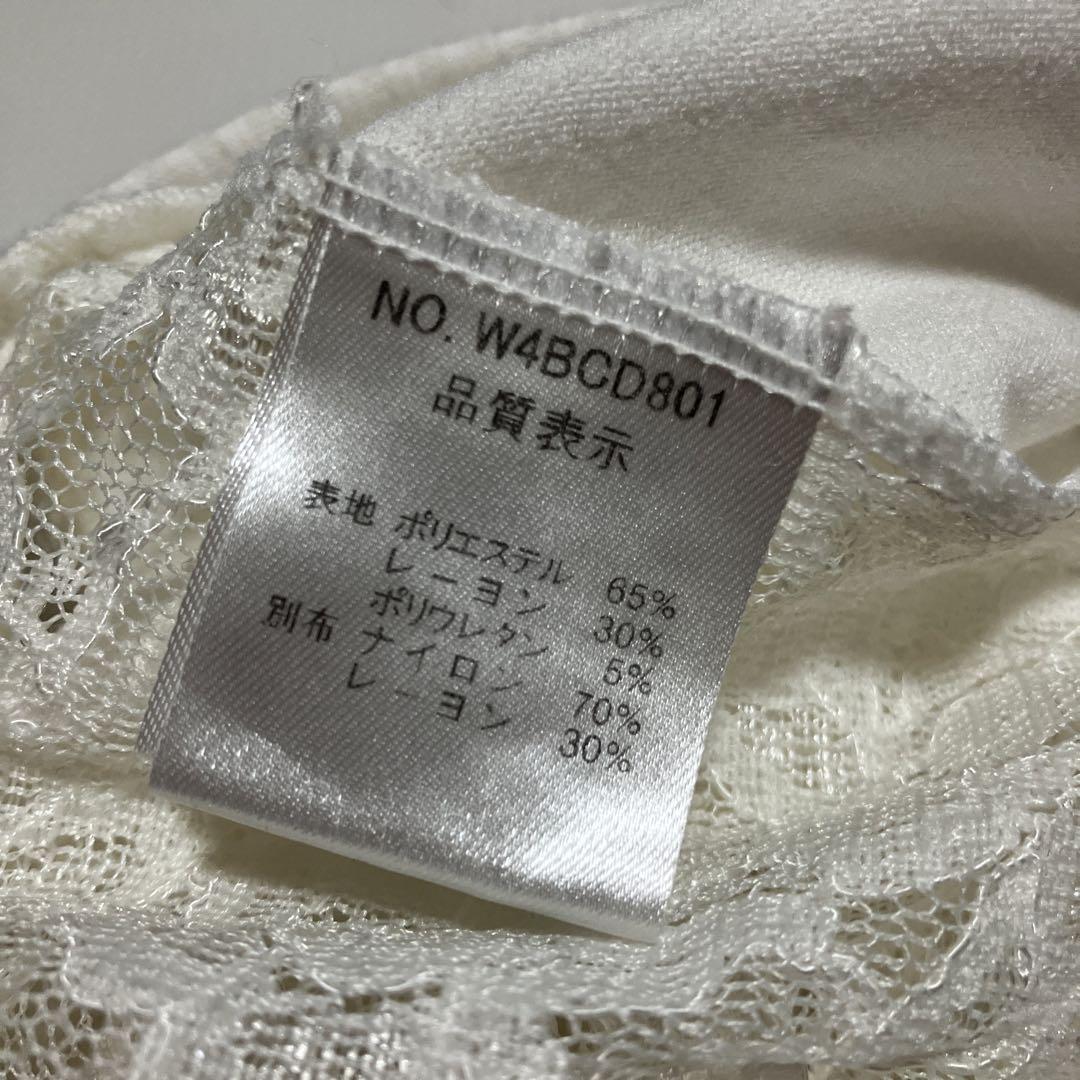 NO. W4BCD801
品質表示
表地 ポリエステル 65%
レーヨン 30%
ポリウレタン 5%
別布 ナイロン 70%
レーヨン 30%